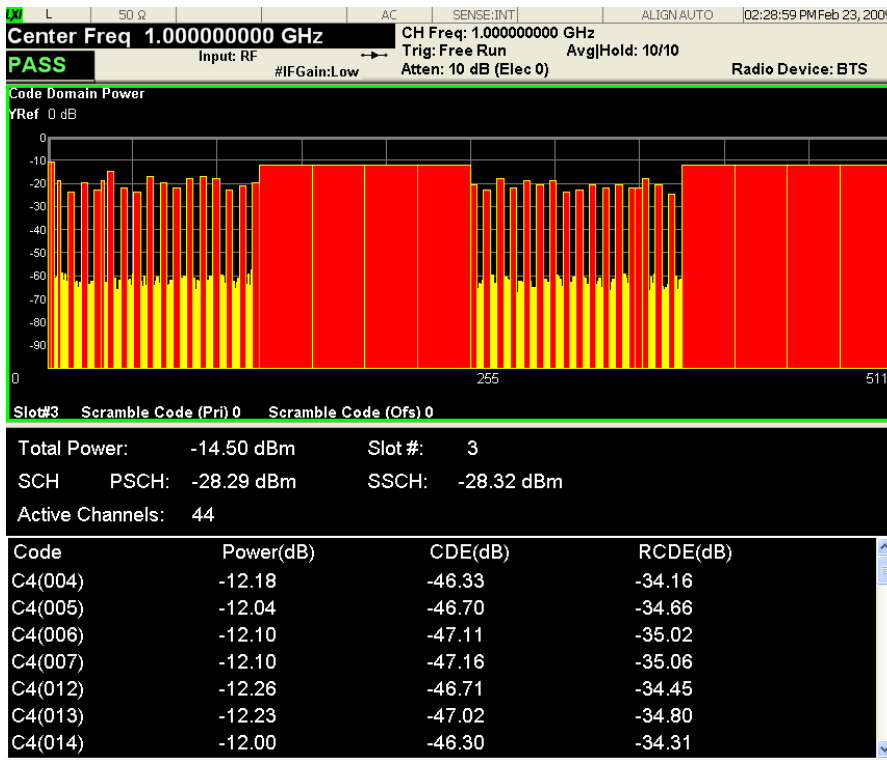 LXI L 50 Ω AC SENSE:INT ALIGN AUTO 02:28:59 PM Feb 23, 200
Center Freq 1.000000000 GHz CH Freq: 1.000000000 GHz
Input: RF Trig: Free Run Avg|Hold: 10/10
PASS #IFGain:Low Atten: 10 dB (Elec 0) Radio Device: BTS
Code Domain Power
YRef 0 dB
0
-10
-20
-30
-40
-50
-60
-70
-80
-90
0 255 511
Slot#3 Scramble Code (Pri) 0 Scramble Code (Ofs) 0
Total Power: -14.50 dBm Slot #: 3
SCH PSCH: -28.29 dBm SSCH: -28.32 dBm
Active Channels: 44
Code Power(dB) CDE(dB) RCDE(dB)
C4(004) -12.18 -46.33 -34.16
C4(005) -12.04 -46.70 -34.66
C4(006) -12.10 -47.11 -35.02
C4(007) -12.10 -47.16 -35.06
C4(012) -12.26 -46.71 -34.45
C4(013) -12.23 -47.02 -34.80
C4(014) -12.00 -46.30 -34.31